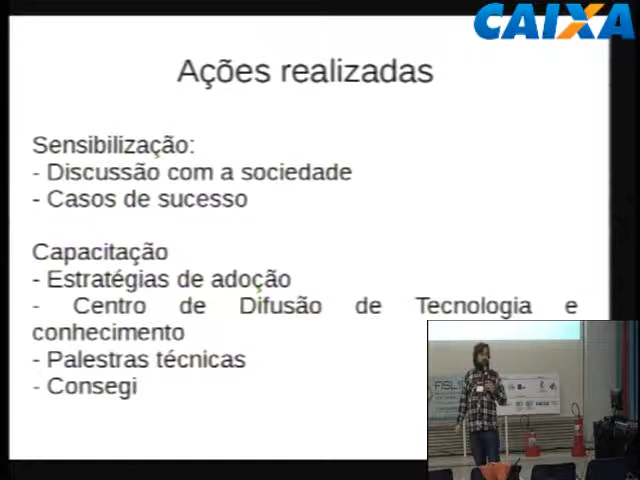 CAIXA
Ações realizadas
Sensibilização:
- Discussão com a sociedade
- Casos de sucesso
Capacitação
- Estratégias de adoção
- Centro de Difusão de Tecnologia e
conhecimento
- Palestras técnicas
- Consegi
FISL